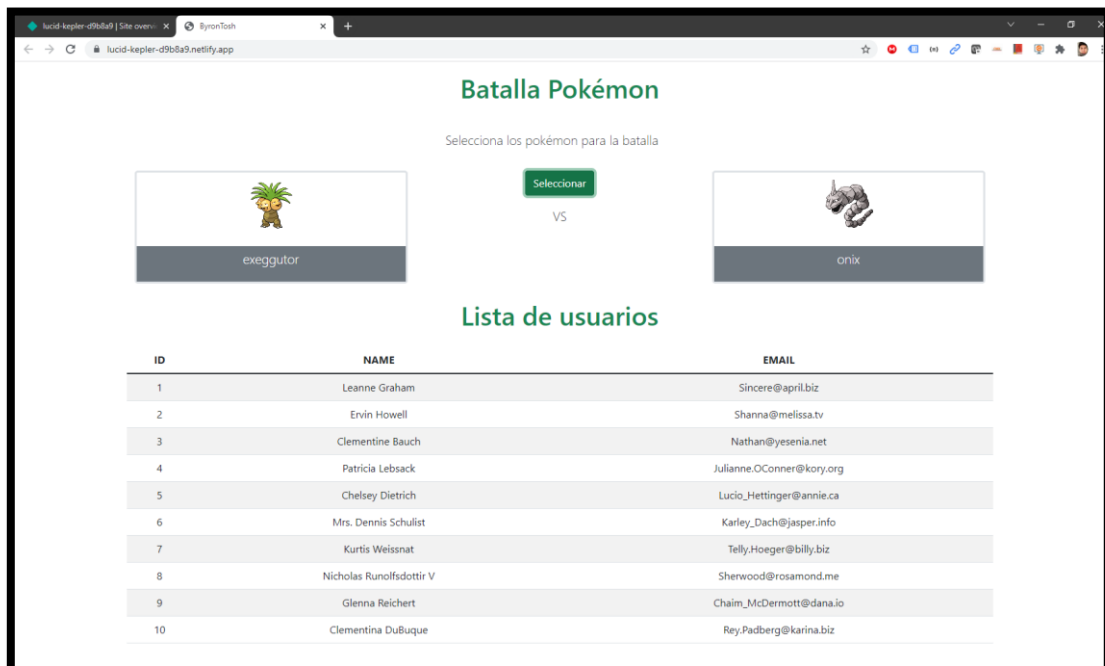 lucid-kepler-d9b8a9 | Site overvi
ByronTosh
lucid-kepler-d9b8a9.netlify.app
Batalla Pokémon
Selecciona los pokémon para la batalla
Seleccionar
VS
exeggutor
onix
Lista de usuarios
ID NAME EMAIL
1 Leanne Graham Sincere@april.biz
2 Ervin Howell Shanna@melissa.tv
3 Clementine Bauch Nathan@yesenia.net
4 Patricia Lebsack Julianne.OConner@kory.org
5 Chelsey Dietrich Lucio_Hettinger@annie.ca
6 Mrs. Dennis Schulist Karley_Dach@jasper.info
7 Kurtis Weissnat Telly.Hoeger@billy.biz
8 Nicholas Runolfsdottir V Sherwood@rosamond.me
9 Glenna Reichert Chaim_McDermott@dana.io
10 Clementina DuBuque Rey.Padberg@karina.biz